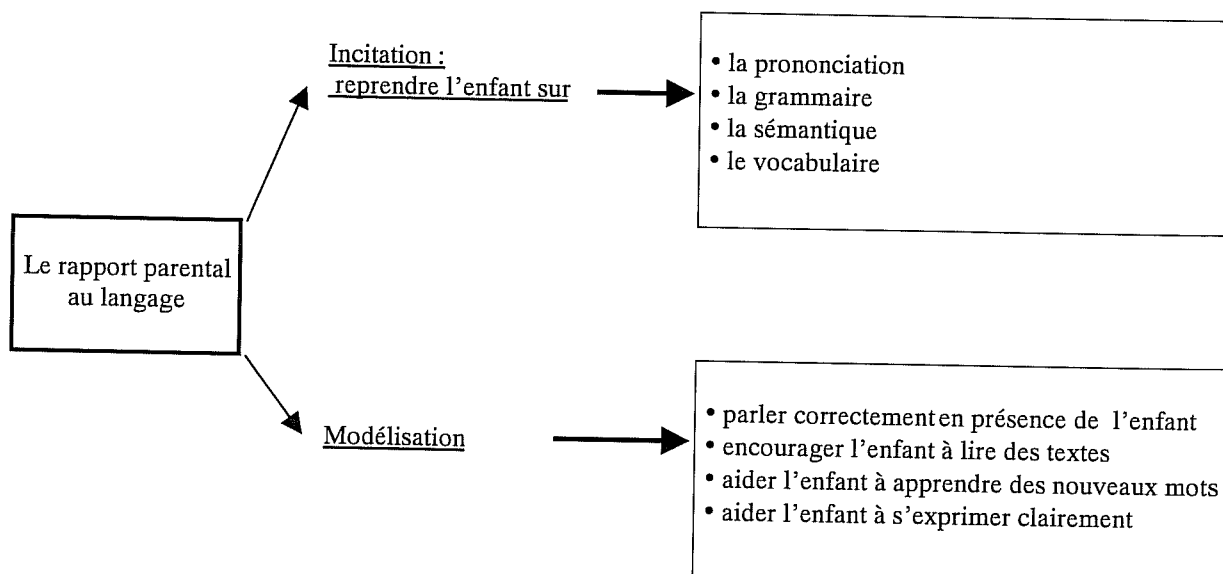 Incitation :
reprendre l'enfant sur
• la prononciation
• la grammaire
• la sémantique
• le vocabulaire
Le rapport parental
au langage
Modélisation
• parler correctement en présence de l'enfant
• encourager l'enfant à lire des textes
• aider l'enfant à apprendre des nouveaux mots
• aider l'enfant à s'exprimer clairement